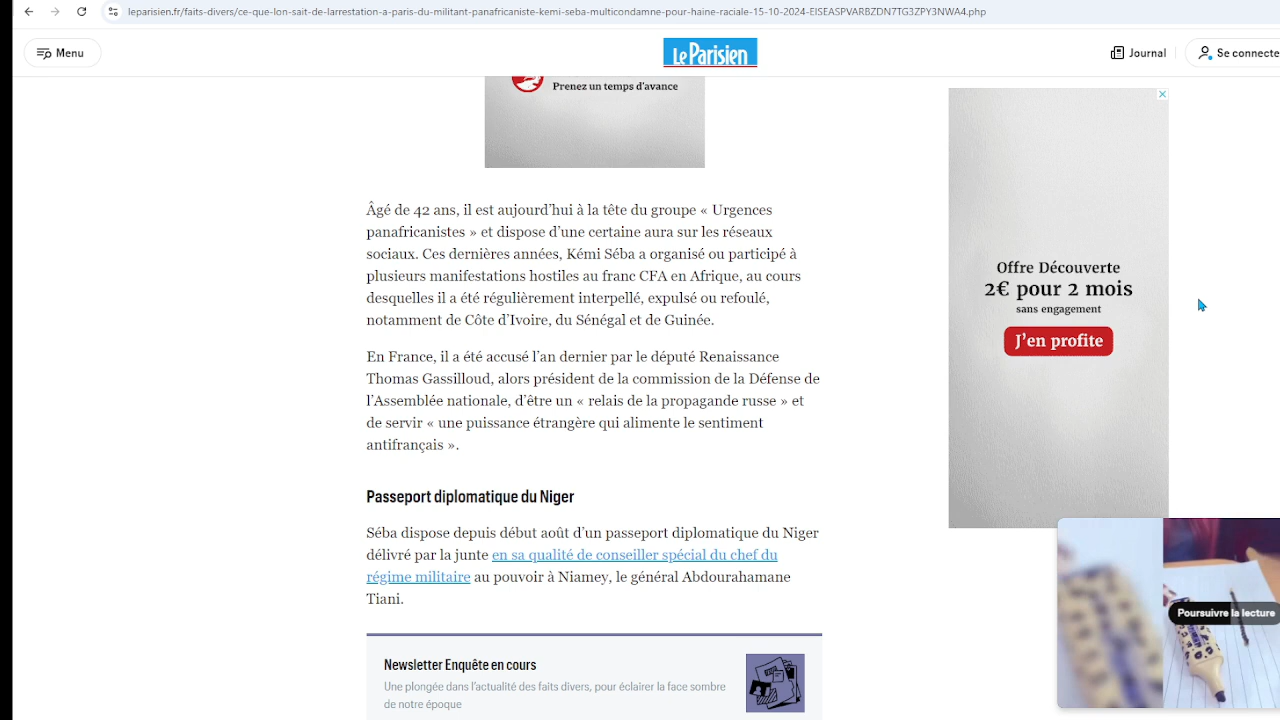 leparisien.fr/faits-divers/ce-que-lon-sait-de-larrestation-a-paris-du-militant-panafricaniste-kemi-seba-multicondamne-pour-haine-raciale-15-10-2024-EISEASPVARBZDN7TG3ZPY3NWA4.php
Menu
Le Parisien
Journal
Se connecte
Prenez un temps d'avance
Âgé de 42 ans, il est aujourd'hui à la tête du groupe « Urgences
panafricanistes » et dispose d'une certaine aura sur les réseaux
sociaux. Ces dernières années, Kémi Séba a organisé ou participé à
plusieurs manifestations hostiles au franc CFA en Afrique, au cours
desquelles il a été régulièrement interpellé, expulsé ou refoulé,
notamment de Côte d'Ivoire, du Sénégal et de Guinée.
En France, il a été accusé l'an dernier par le député Renaissance
Thomas Gassilloud, alors président de la commission de la Défense de
l'Assemblée nationale, d'être un « relais de la propagande russe » et
de servir « une puissance étrangère qui alimente le sentiment
antifrançais ».
Passeport diplomatique du Niger
Séba dispose depuis début août d'un passeport diplomatique du Niger
délivré par la junte en sa qualité de conseiller spécial du chef du
régime militaire au pouvoir à Niamey, le général Abdourahamane
Tiani.
Newsletter Enquête en cours
Une plongée dans l'actualité des faits divers, pour éclairer la face sombre
de notre époque
Offre Découverte
2€ pour 2 mois
sans engagement
J'en profite
Poursuivre la lecture